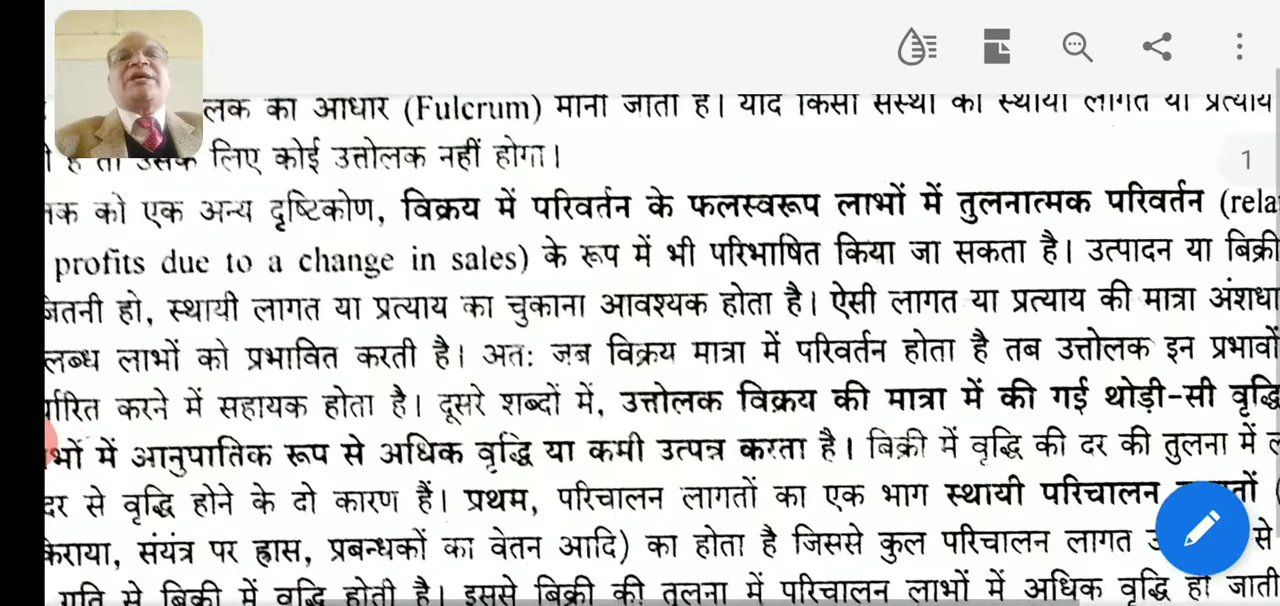 लक का आधार (Fulcrum) माना जाता है। यदि किसी संस्था की स्थायी लागत या प्रत्याय
है तो उसके लिए कोई उत्तोलक नहीं होगा।
1
को एक अन्य दृष्टिकोण, विक्रय में परिवर्तन के फलस्वरूप लाभों में तुलनात्मक परिवर्तन (rela
profits due to a change in sales) के रूप में भी परिभाषित किया जा सकता है। उत्पादन या बिक्री
जितनी हो, स्थायी लागत या प्रत्याय का चुकाना आवश्यक होता है। ऐसी लागत या प्रत्याय की मात्रा अंशधा
लब्ध लाभों को प्रभावित करती है। अतः जब विक्रय मात्रा में परिवर्तन होता है तब उत्तोलक इन प्रभावों
र्धारित करने में सहायक होता है। दूसरे शब्दों में, उत्तोलक विक्रय की मात्रा में की गई थोड़ी-सी वृद्धि
भों में आनुपातिक रूप से अधिक वृद्धि या कमी उत्पन्न करता है। बिक्री में वृद्धि की दर की तुलना में
दर से वृद्धि होने के दो कारण हैं। प्रथम, परिचालन लागतों का एक भाग स्थायी परिचालन
किराया, संयंत्र पर ह्रास, प्रबन्धकों का वेतन आदि) का होता है जिससे कुल परिचालन लागत से
गति से बिक्री में वृद्धि होती है। इससे बिक्री की तुलना में परिचालन लाभों में अधिक वृद्धि हो जाती